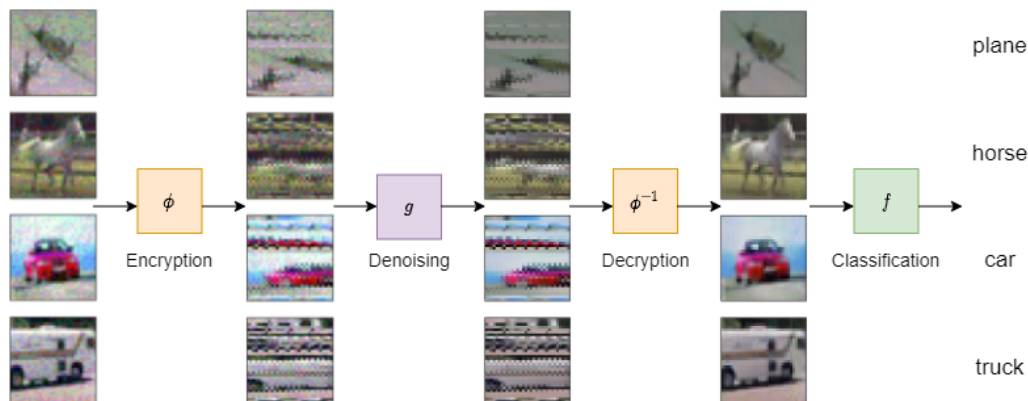 plane
horse
ϕ
g
ϕ⁻¹
f
Encryption
Denoising
Decryption
Classification
car
truck